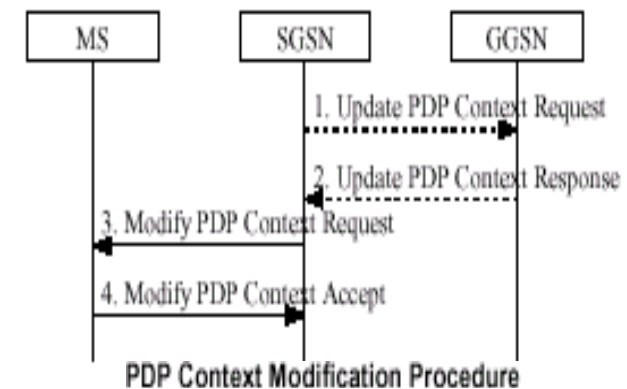 MS
SGSN
GGSN
1. Update PDP Context Request
2. Update PDP Context Response
3. Modify PDP Context Request
4. Modify PDP Context Accept
PDP Context Modification Procedure